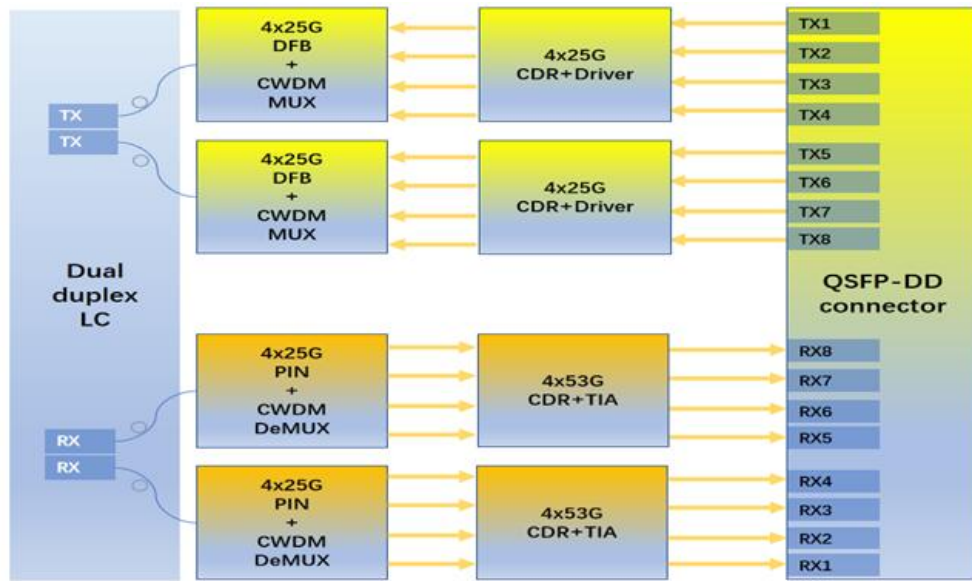 4x25G
DFB
+
CWDM
MUX
4x25G
CDR+Driver
TX1
TX2
TX3
TX4
TX
TX
4x25G
DFB
+
CWDM
MUX
4x25G
CDR+Driver
TX5
TX6
TX7
TX8
Dual
duplex
LC
QSFP-DD
connector
4x25G
PIN
+
CWDM
DeMUX
4x53G
CDR+TIA
RX8
RX7
RX6
RX5
RX
RX
4x25G
PIN
+
CWDM
DeMUX
4x53G
CDR+TIA
RX4
RX3
RX2
RX1